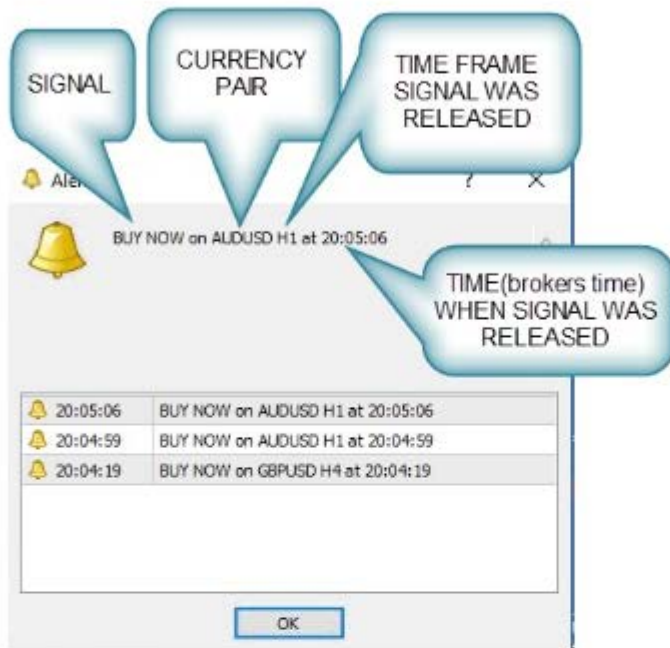 SIGNAL
CURRENCY
PAIR
TIME FRAME
SIGNAL WAS
RELEASED
?
BUY NOW on AUDUSD H1 at 20:05:06
TIME(brokers time)
WHEN SIGNAL WAS
RELEASED
20:05:06 BUY NOW on AUDUSD H1 at 20:05:06
20:04:59 BUY NOW on AUDUSD H1 at 20:04:59
20:04:19 BUY NOW on GBPUSD H4 at 20:04:19
OK